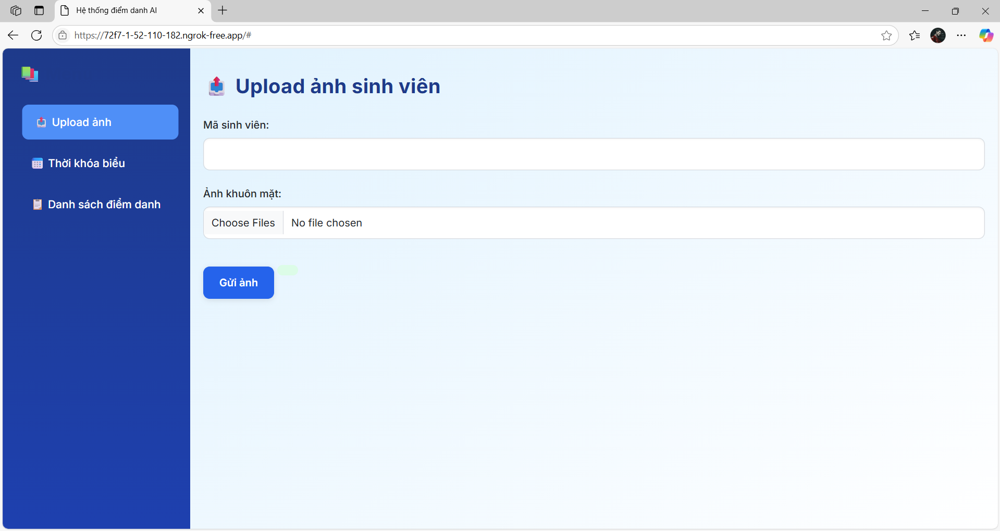 Hệ thống điểm danh AI
https://72f7-1-52-110-182.ngrok-free.app/#
Upload ảnh
Thời khóa biểu
Danh sách điểm danh
Upload ảnh sinh viên
Mã sinh viên:
Ảnh khuôn mặt:
Choose Files No file chosen
Gửi ảnh